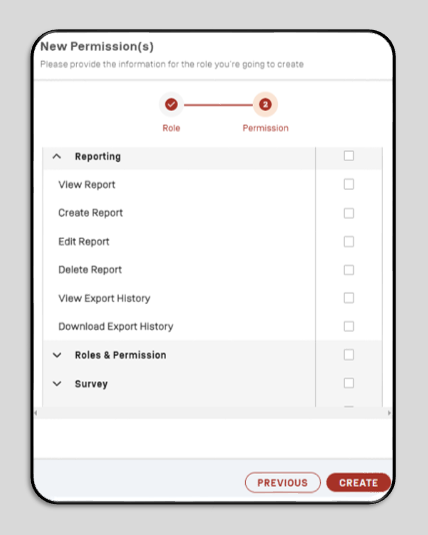 New Permission(s)
Please provide the information for the role you're going to create
2
Role
Permission
Reporting
View Report
Create Report
Edit Report
Delete Report
View Export History
Download Export History
Roles & Permission
Survey
PREVIOUS
CREATE